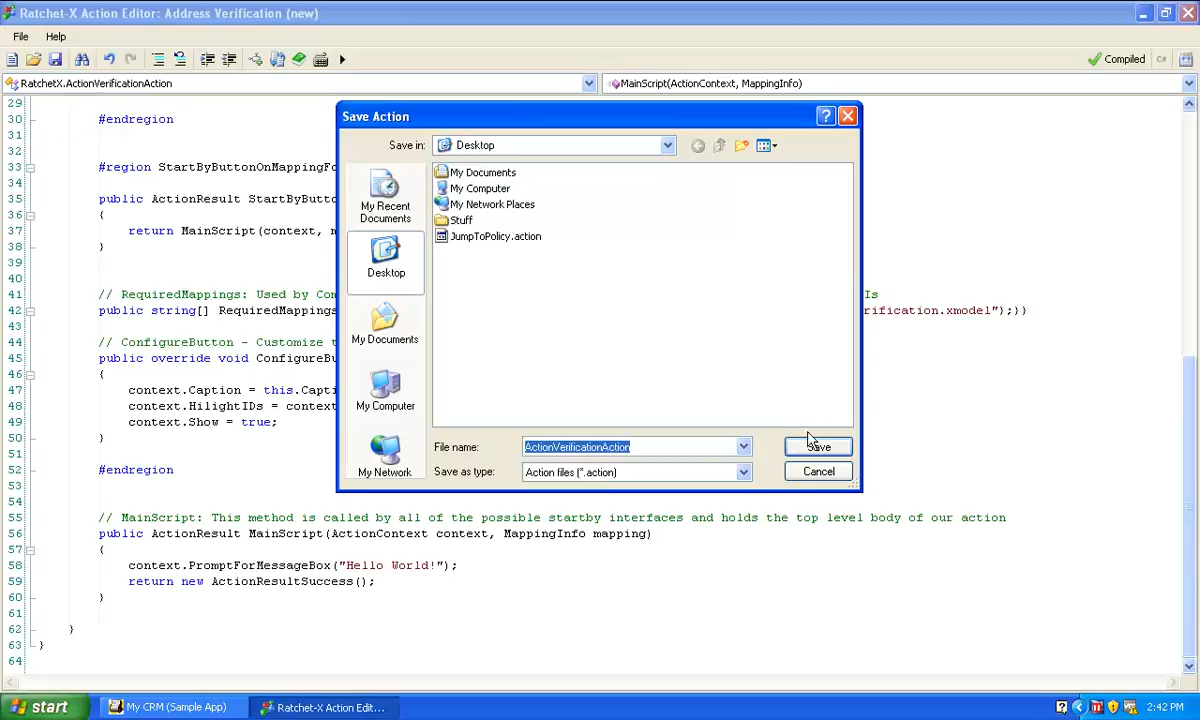 Ratchet-X Action Editor: Address Verification (new)
File Help
Compiled C#
RatchetX.ActionVerificationAction
MainScript(ActionContext, MappingInfo)
29
30 #endregion
31
32
33 #region StartByButtonOnMappingFo
34
35 public ActionResult StartByButto
36 {
37 return MainScript(context, m
38 }
39
40
41 // RequiredMappings: Used by Con Is
42 public string[] RequiredMappings rification.xmodel"};}}
43
44 // ConfigureButton - Customize t
45 public override void ConfigureBu
46 {
47 context.Caption = this.Capti
48 context.HilightIDs = context
49 context.Show = true;
50 }
51
52 #endregion
53
54
55 // MainScript: This method is called by all of the possible startby interfaces and holds the top level body of our action
56 public ActionResult MainScript(ActionContext context, MappingInfo mapping)
57 {
58 context.PromptForMessageBox("Hello World!");
59 return new ActionResultSuccess();
60 }
61
62 }
63 }
64
Save Action
Save in: Desktop
My Recent
Documents
Desktop
My Documents
My Computer
My Network
My Documents
My Computer
My Network Places
Stuff
JumpToPolicy.action
File name: ActionVerificationAction
Save
Save as type: Action files (*.action)
Cancel
start
My CRM (Sample App)
Ratchet-X Action Edit...
2:42 PM